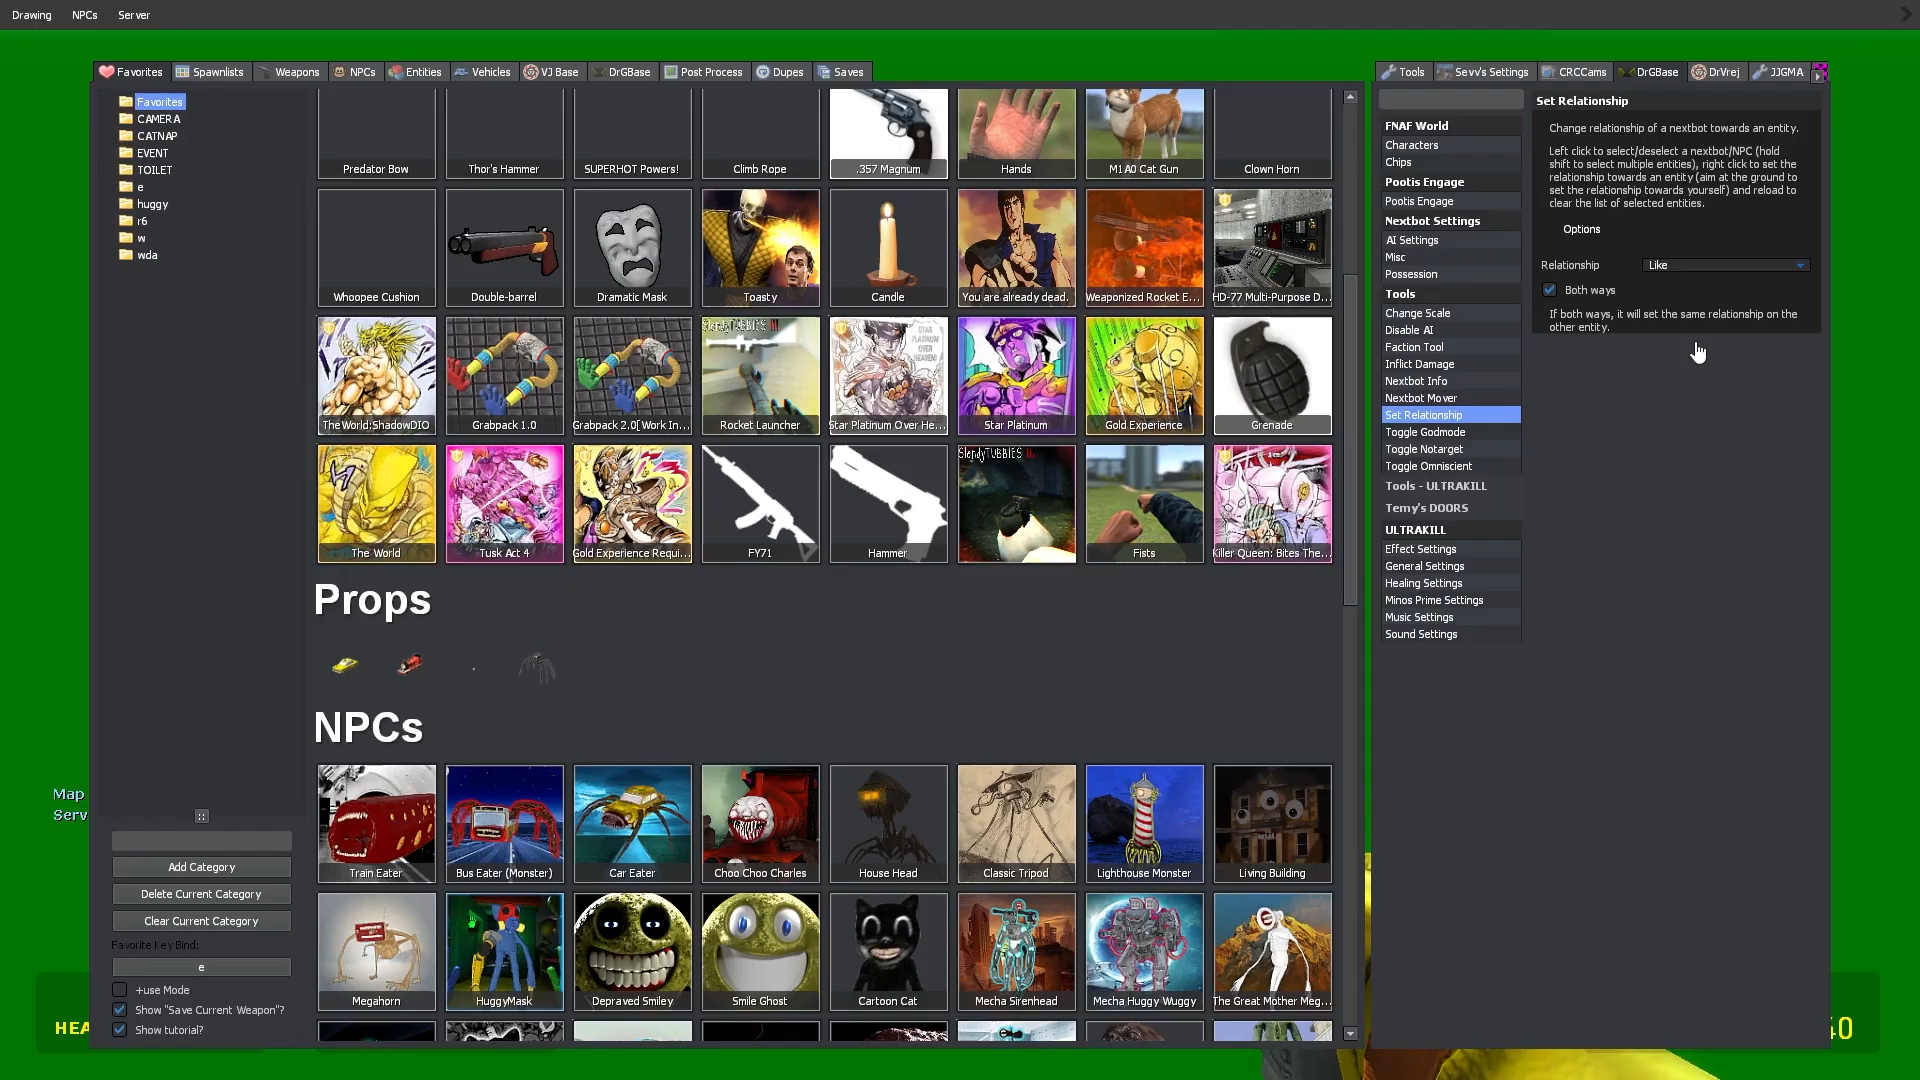 Drawing NPCs Server
Favorites Spawnlists Weapons NPCs Entities Vehicles VJ Base DrGBase Post Process Dupes Saves
Favorites
CAMERA
CATNAP
EVENT
TOILET
e
huggy
r6
w
wda
Predator Bow Thor's Hammer SUPERHOT Powers! Climb Rope .357 Magnum Hands M1A0 Cat Gun Clown Horn
Whoopee Cushion Double-barrel Dramatic Mask Toasty Candle You are already dead. Weaponized Rocket E... HD-77 Multi-Purpose D...
SlendyTUBBIES III
STAR PLATINUM OVER HEAVEN!
TheWorld:ShadowDIO Grabpack 1.0 Grabpack 2.0[Work In... Rocket Launcher Star Platinum Over He... Star Platinum Gold Experience Grenade
SlendyTUBBIES III
The World Tusk Act 4 Gold Experience Requi... FY71 Hammer Fists Killer Queen: Bites The...
Props
NPCs
Train Eater Bus Eater (Monster) Car Eater Choo Choo Charles House Head Classic Tripod Lighthouse Monster Living Building
Megahorn HuggyMask Depraved Smiley Smile Ghost Cartoon Cat Mecha Sirenhead Mecha Huggy Wuggy The Great Mother Meg...
Map
Serv
Add Category
Delete Current Category
Clear Current Category
Favorite Key Bind:
e
+use Mode
Show "Save Current Weapon"?
Show tutorial?
HEA
40
Tools Sevv's Settings CRCCams DrGBase DrVrej JJGMA
FNAF World
Characters
Chips
Pootis Engage
Pootis Engage
Nextbot Settings
AI Settings
Misc
Possession
Tools
Change Scale
Disable AI
Faction Tool
Inflict Damage
Nextbot Info
Nextbot Mover
Set Relationship
Toggle Godmode
Toggle Notarget
Toggle Omniscient
Tools - ULTRAKILL
Temy's DOORS
ULTRAKILL
Effect Settings
General Settings
Healing Settings
Minos Prime Settings
Music Settings
Sound Settings
Set Relationship
Change relationship of a nextbot towards an entity.
Left click to select/deselect a nextbot/NPC (hold
shift to select multiple entities), right click to set the
relationship towards an entity (aim at the ground to
set the relationship towards yourself) and reload to
clear the list of selected entities.
Options
Relationship Like
Both ways
If both ways, it will set the same relationship on the
other entity.